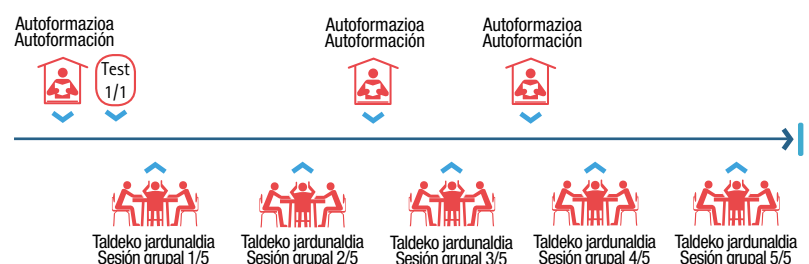 Autoformazioa
Autoformación
Test
1/1
Autoformazioa
Autoformación
Autoformazioa
Autoformación
Taldeko jardunaldia
Sesión grupal 1/5
Taldeko jardunaldia
Sesión grupal 2/5
Taldeko jardunaldia
Sesión grupal 3/5
Taldeko jardunaldia
Sesión grupal 4/5
Taldeko jardunaldia
Sesión grupal 5/5